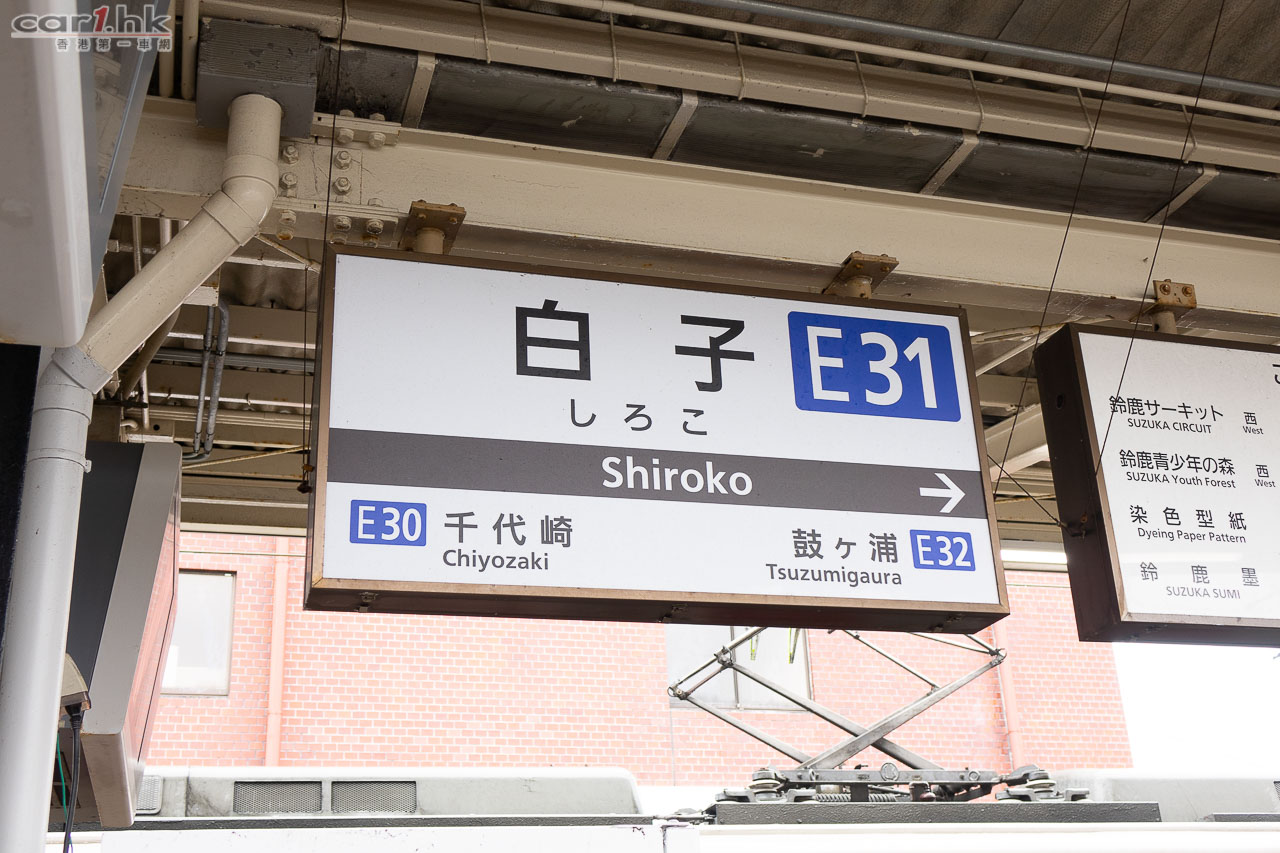 car1.hk
香港第一車網
白子
E31
しろこ
Shiroko
E30 千代崎
Chiyozaki
鼓ヶ浦 E32
Tsuzumigaura
鈴鹿サーキット 西
SUZUKA CIRCUIT West
鈴鹿青少年の森 西
SUZUKA Youth Forest West
染色型紙
Dyeing Paper Pattern
鈴鹿墨
SUZUKA SUMI